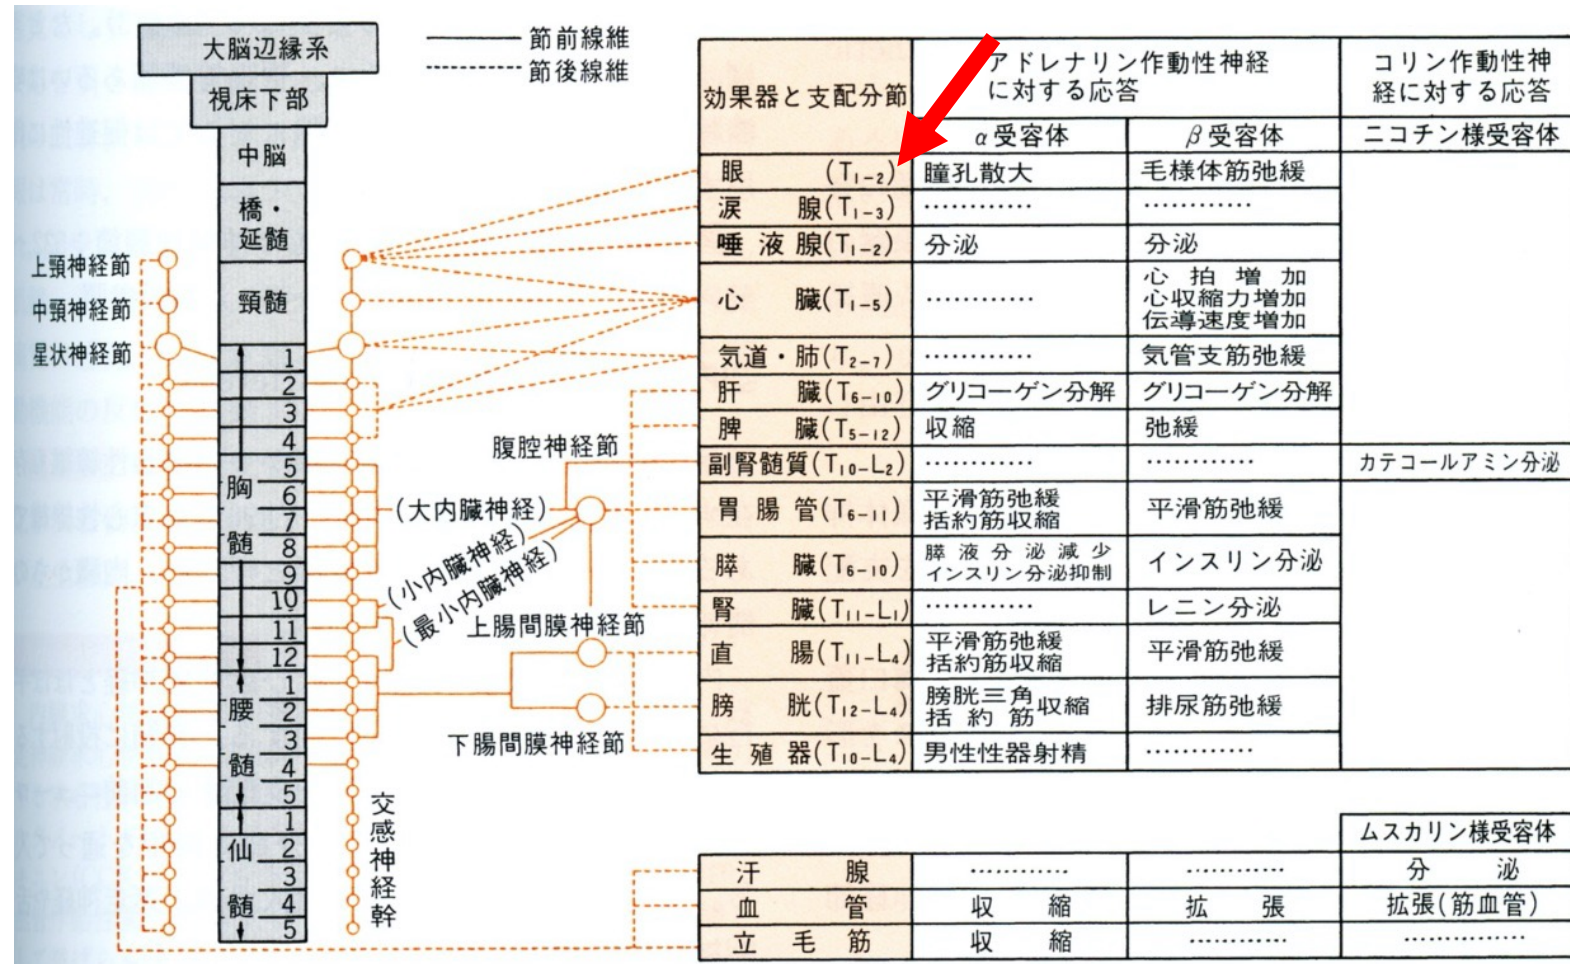 大脳辺縁系
視床下部
中脳
橋・
延髄
頸髄
胸髄
1
2
3
4
5
6
7
8
9
10
11
12
腰髄
1
2
3
4
5
仙髄
1
2
3
4
5
節前線維
節後線維
上頸神経節
中頸神経節
星状神経節
腹腔神経節
(大内臓神経)
(小内臓神経)
(最小内臓神経)
上腸間膜神経節
下腸間膜神経節
交感神経幹
効果器と支配分節 アドレナリン作動性神経に対する応答 コリン作動性神経に対する応答
α受容体 β受容体 ニコチン様受容体
眼 (T1-2) 瞳孔散大 毛様体筋弛緩
涙腺(T1-3) ………… …………
唾液腺(T1-2) 分泌 分泌
心臓(T1-5) ………… 心拍増加 心収縮力増加 伝導速度増加
気道・肺(T2-7) ………… 気管支筋弛緩
肝臓(T6-10) グリコーゲン分解 グリコーゲン分解
脾臓(T5-12) 収縮 弛緩
副腎髄質(T10-L2) ………… ………… カテコールアミン分泌
胃腸管(T6-11) 平滑筋弛緩 括約筋収縮 平滑筋弛緩
膵臓(T6-10) 膵液分泌減少 インスリン分泌抑制 インスリン分泌
腎臓(T11-L1) ………… レニン分泌
直腸(T11-L4) 平滑筋弛緩 括約筋収縮 平滑筋弛緩
膀胱(T12-L4) 膀胱三角 括約筋 収縮 排尿筋弛緩
生殖器(T10-L4) 男性性器射精 …………
ムスカリン様受容体
汗腺 ………… ………… 分泌
血管 収縮 拡張 拡張(筋血管)
立毛筋 収縮 ………… …………